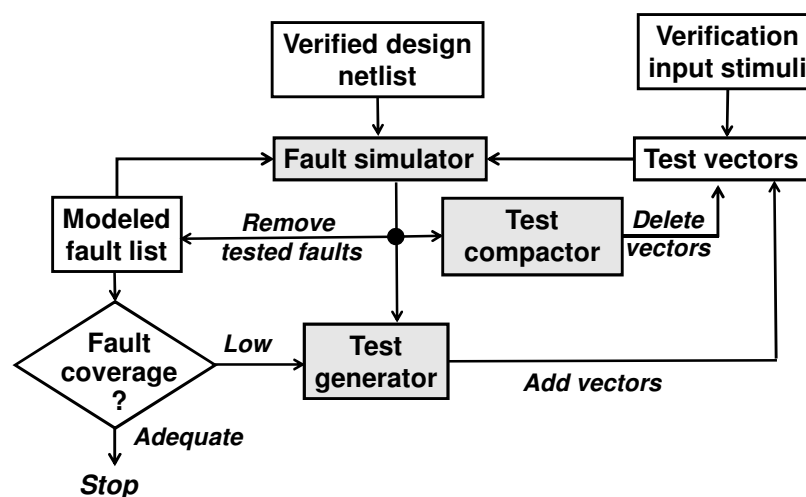 Verified design
netlist
Verification
input stimuli
Fault simulator
Test vectors
Modeled
fault list
Remove
tested faults
Test
compactor
Delete
vectors
Fault
coverage
?
Low
Test
generator
Add vectors
Adequate
Stop